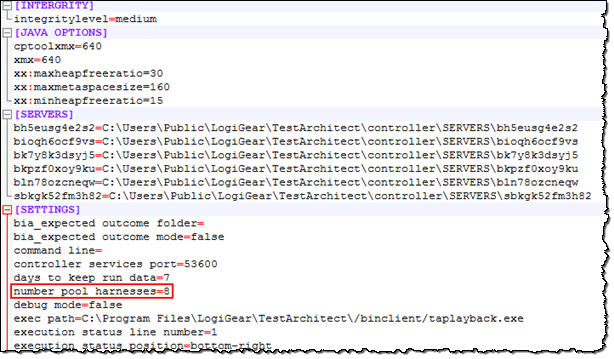 [INTERGRITY]
integritylevel=medium
[JAVA OPTIONS]
cptoolxmx=640
xmx=640
xx:maxheapfreeratio=30
xx:maxmetaspacesize=160
xx:minheapfreeratio=15
[SERVERS]
bh5eusg4e2s2=C:\Users\Public\LogiGear\TestArchitect\controller\SERVERS\bh5eusg4e2s2
bioqh6ocf9vs=C:\Users\Public\LogiGear\TestArchitect\controller\SERVERS\bioqh6ocf9vs
bk7y8k3dsyj5=C:\Users\Public\LogiGear\TestArchitect\controller\SERVERS\bk7y8k3dsyj5
bkpzf0xoy9ku=C:\Users\Public\LogiGear\TestArchitect\controller\SERVERS\bkpzf0xoy9ku
bln78ozcneqw=C:\Users\Public\LogiGear\TestArchitect\controller\SERVERS\bln78ozcneqw
sbkgk52fm3h82=C:\Users\Public\LogiGear\TestArchitect\controller\SERVERS\sbkgk52fm3h82
[SETTINGS]
bia_expected outcome folder=
bia_expected outcome mode=false
command line=
controller services port=53600
days to keep run data=7
number pool harnesses=8
debug mode=false
exec path=C:\Program Files\LogiGear\TestArchitect\/binclient/taplayback.exe
execution status line number=1
execution status position=bottom-right